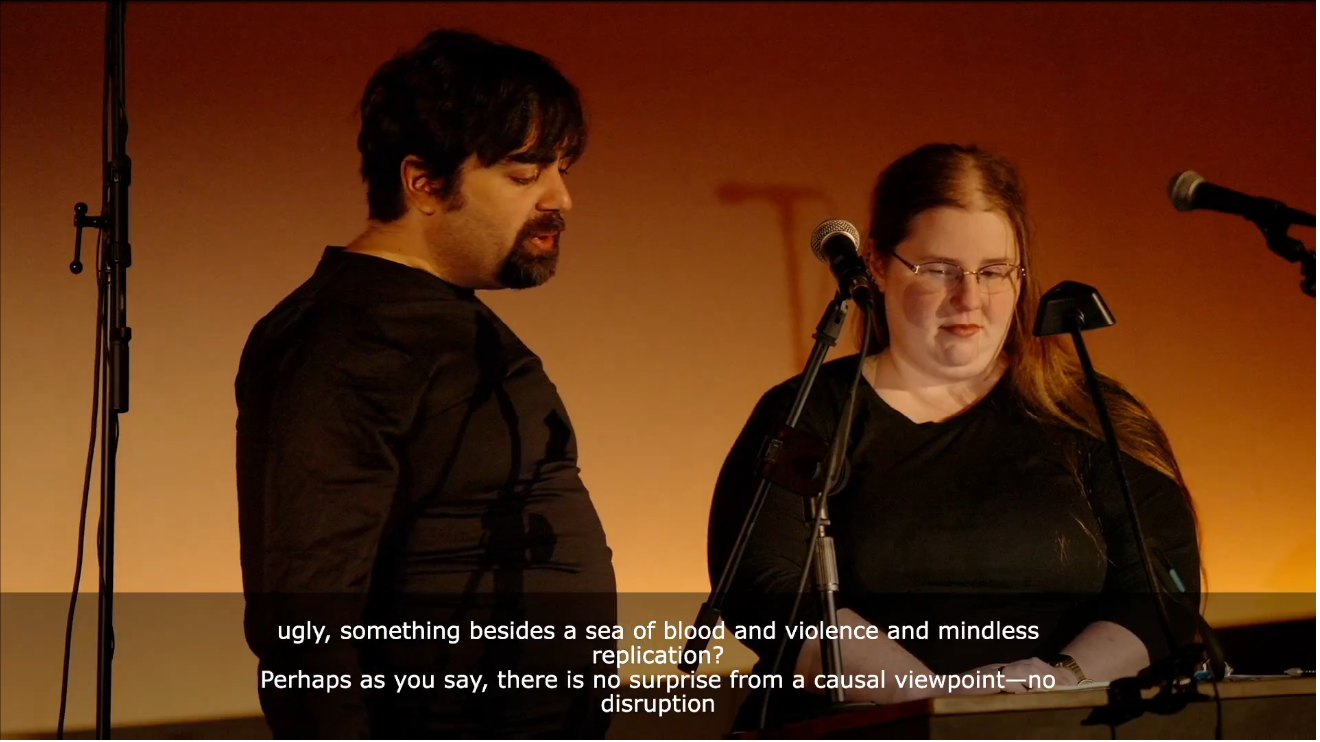 ugly, something besides a sea of blood and violence and mindless
replication?
Perhaps as you say, there is no surprise from a causal viewpoint—no
disruption